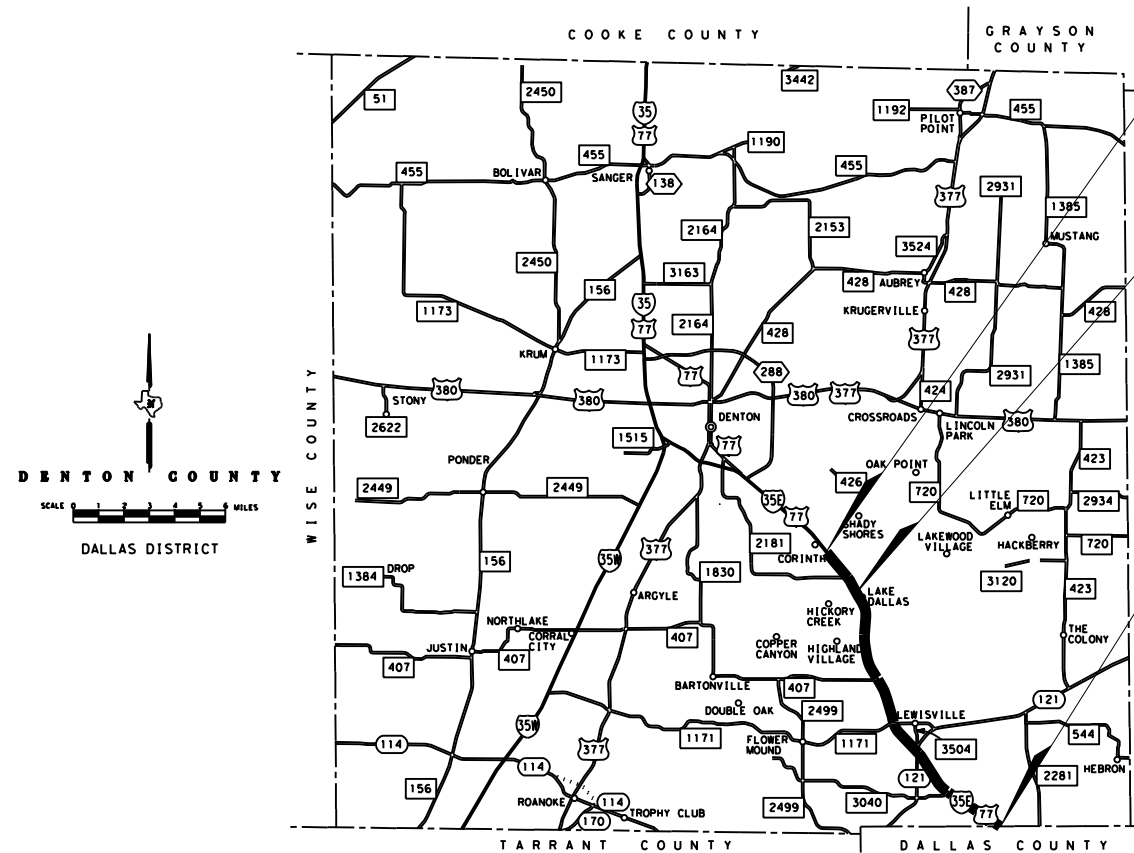 COOKE COUNTY
GRAYSON
COUNTY
3442
387
51
2450
35
1192
455
PILOT
POINT
77
1190
455
455
455
BOLIVAR
SANGER
138
377
2931
1385
2164
2153
3524
MUSTANG
2450
156
3163
428
AUBREY
428
1173
35
KRUGERVILLE
428
77
2164
428
377
KRUM
1173
77
288
2931
1385
WISE COUNTY
380
STONY
380
380
377
424
CROSSROADS
DENTON
380
2622
LINCOLN
PARK
1515
77
423
DENTON COUNTY
PONDER
OAK POINT
426
720
2449
2449
LITTLE
ELM
720
2934
SCALE 0 1 2 3 4 5 6 MILES
35E
77
SHADY
SHORES
LAKEWOOD
VILLAGE
HACKBERRY
720
DALLAS DISTRICT
377
2181
CORINTH
156
35W
1384
DROP
1830
3120
423
ARGYLE
LAKE
DALLAS
HICKORY
CREEK
NORTHLAKE
CORRAL
CITY
407
THE
COLONY
JUSTIN
407
COPPER
CANYON
HIGHLAND
VILLAGE
407
BARTONVILLE
407
121
DOUBLE OAK
2499
LEWISVILLE
35W
1171
FLOWER
MOUND
1171
3504
544
114
377
HEBRON
114
121
2281
156
ROANOKE
114
2499
3040
35E
TROPHY CLUB
77
170
TARRANT COUNTY
DALLAS COUNTY